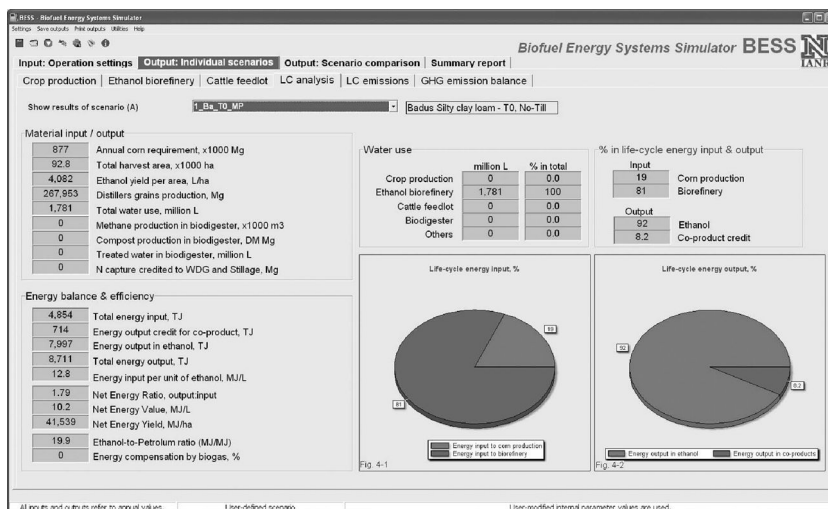 BESS - Biofuel Energy Systems Simulator
Settings Save outputs Print outputs Utilities Help
Biofuel Energy Systems Simulator BESS N
IANR
Input: Operation settings Output: Individual scenarios Output: Scenario comparison Summary report
Crop production Ethanol biorefinery Cattle feedlot LC analysis LC emissions GHG emission balance
Show results of scenario (A) 1_Ba_T0_MP Badus Silty clay loam - T0, No-Till
Material input / output
877 Annual corn requirement, x1000 Mg
92.8 Total harvest area, x1000 ha
4,082 Ethanol yield per area, L/ha
267,953 Distillers grains production, Mg
1,781 Total water use, million L
0 Methane production in biodigester, x1000 m3
0 Compost production in biodigester, DM Mg
0 Treated water in biodigester, million L
0 N capture credited to WDG and Stillage, Mg
Water use
million L % in total
Crop production 0 0.0
Ethanol biorefinery 1,781 100
Cattle feedlot 0 0.0
Biodigester 0 0.0
Others 0 0.0
% in life-cycle energy input & output
Input
19 Corn production
81 Biorefinery
Output
92 Ethanol
8.2 Co-product credit
Energy balance & efficiency
4,854 Total energy input, TJ
714 Energy output credit for co-product, TJ
7,997 Energy output in ethanol, TJ
8,711 Total energy output, TJ
12.8 Energy input per unit of ethanol, MJ/L
1.79 Net Energy Ratio, output:input
10.2 Net Energy Value, MJ/L
41,539 Net Energy Yield, MJ/ha
19.9 Ethanol-to-Petrolum ratio (MJ/MJ)
0 Energy compensation by biogas, %
Life-cycle energy input, %
19
81
Energy input to corn production
Energy input to biorefinery
Fig. 4-1
Life-cycle energy output, %
92
8.2
Energy output in ethanol Energy output in co-products
Fig. 4-2
All inputs and outputs refer to annual values User-defined scenario User-modified internal parameter values are used